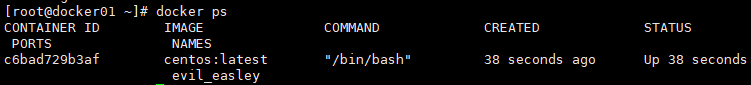 [root@docker01 ~]# docker ps
CONTAINER ID        IMAGE               COMMAND             CREATED             STATUS
 PORTS               NAMES
c6bad729b3af        centos:latest       "/bin/bash"         38 seconds ago      Up 38 seconds
                     evil_easley